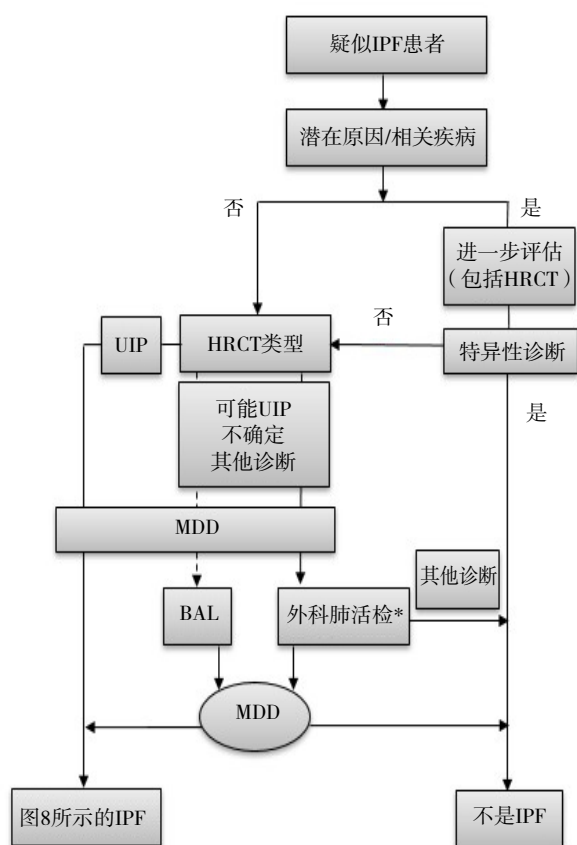 疑似IPF患者
潜在原因/相关疾病
否
是
进一步评估
（包括HRCT）
UIP
HRCT类型
否
特异性诊断
可能UIP
不确定
其他诊断
是
MDD
其他诊断
BAL
外科肺活检*
MDD
图8所示的IPF
不是IPF